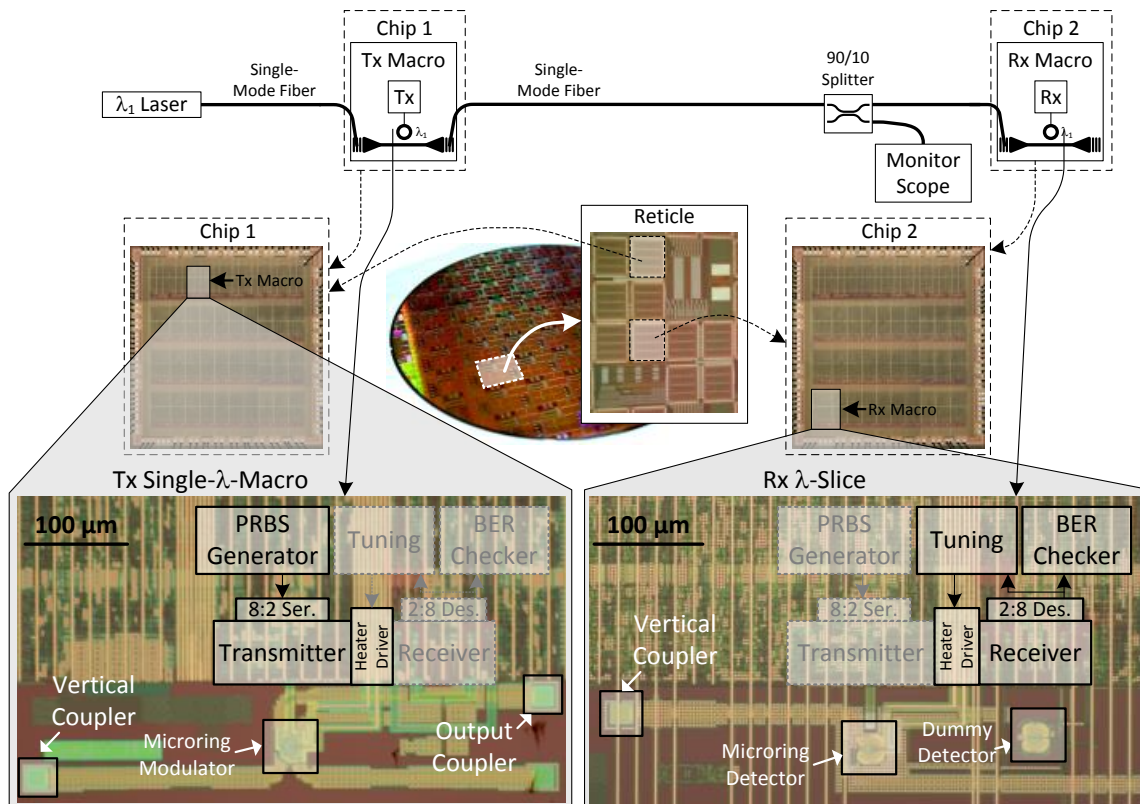 Chip 1
Tx Macro
Tx
λ1
λ1 Laser
Single-
Mode Fiber
Single-
Mode Fiber
90/10
Splitter
Monitor
Scope
Chip 2
Rx Macro
Rx
λ1
Chip 1
Tx Macro
Reticle
Chip 2
Rx Macro
Tx Single-λ-Macro
100 µm
PRBS
Generator
Tuning
BER
Checker
8:2 Ser.
2:8 Des.
Transmitter
Heater
Driver
Receiver
Vertical
Coupler
Microring
Modulator
Output
Coupler
Rx λ-Slice
100 µm
PRBS
Generator
Tuning
BER
Checker
8:2 Ser.
2:8 Des.
Transmitter
Heater
Driver
Receiver
Vertical
Coupler
Microring
Detector
Dummy
Detector